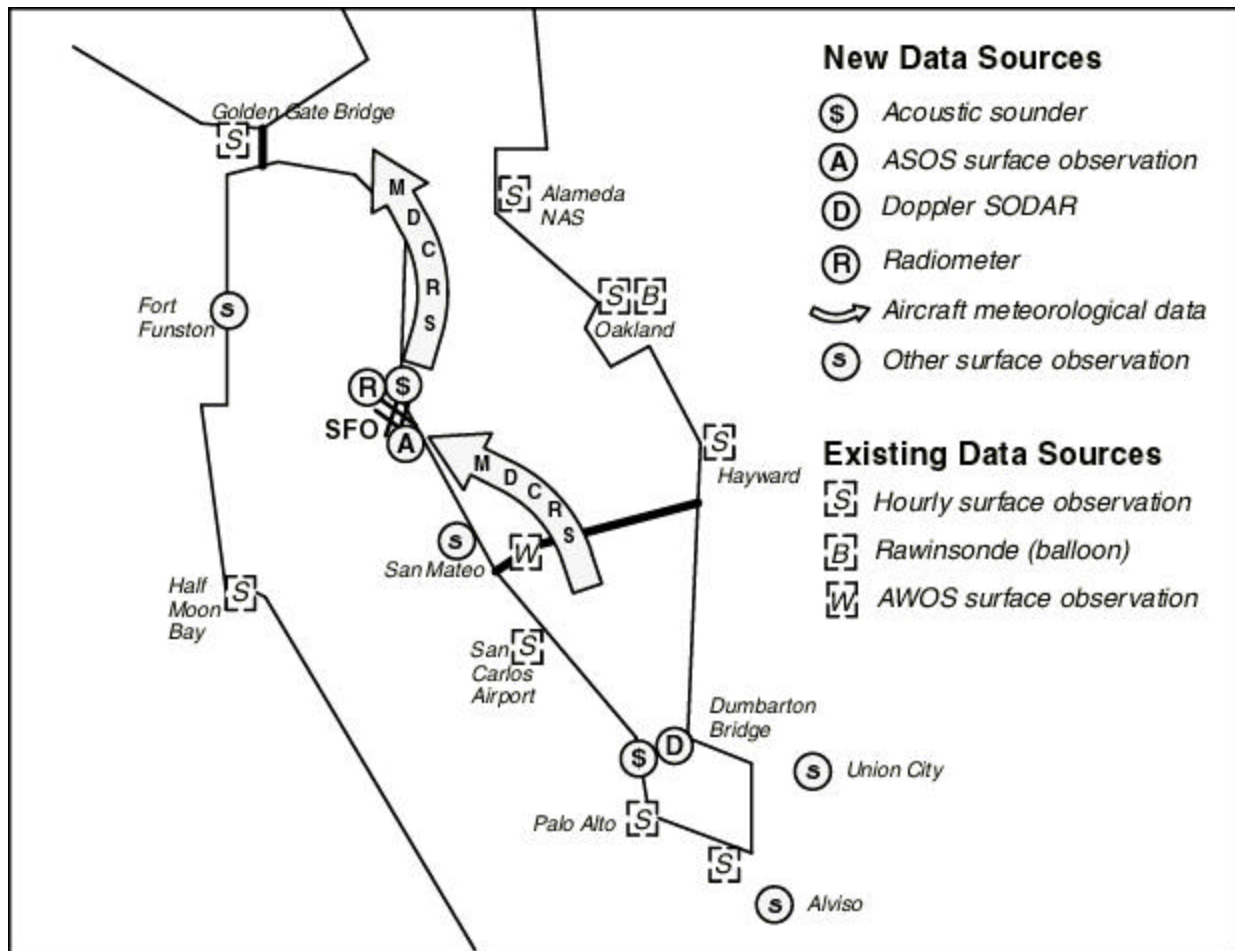 New Data Sources
$ Acoustic sounder
A ASOS surface observation
D Doppler SODAR
R Radiometer
Aircraft meteorological data
s Other surface observation
Existing Data Sources
S Hourly surface observation
B Rawinsonde (balloon)
W AWOS surface observation
Golden Gate Bridge
S
MDCRS
S Alameda
NAS
Fort
Funston
s
S B
Oakland
R $
SFO
A
MDCRS
S
Hayward
s
San Mateo
W
Half
Moon
Bay
S
San
Carlos
Airport
S
Dumbarton
Bridge
$ D
s Union City
Palo Alto S
S
s Alviso